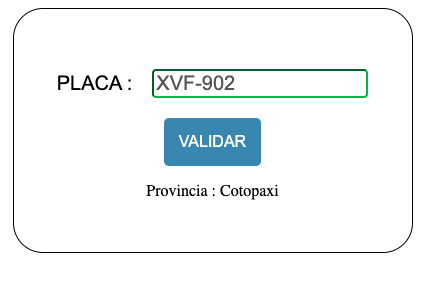 PLACA : XVF-902
VALIDAR
Provincia : Cotopaxi